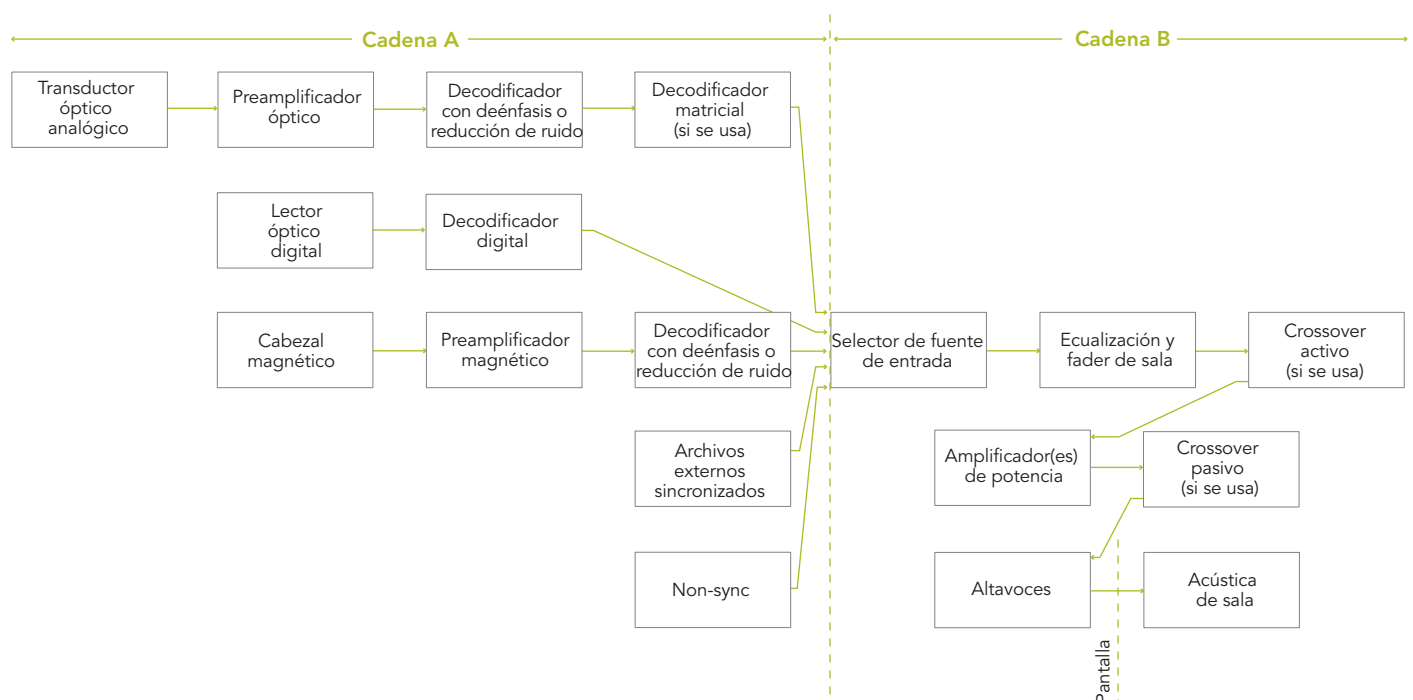 Cadena A
Cadena B
Transductor
óptico
analógico
Preamplificador
óptico
Decodificador
con deénfasis o
reducción de ruido
Decodificador
matricial
(si se usa)
Lector
óptico
digital
Decodificador
digital
Cabezal
magnético
Preamplificador
magnético
Decodificador
con deénfasis o
reducción de ruido
Selector de fuente
de entrada
Ecualización y
fader de sala
Crossover
activo
(si se usa)
Archivos
externos
sincronizados
Amplificador(es)
de potencia
Crossover
pasivo
(si se usa)
Non-sync
Altavoces
Acústica
de sala
Pantalla